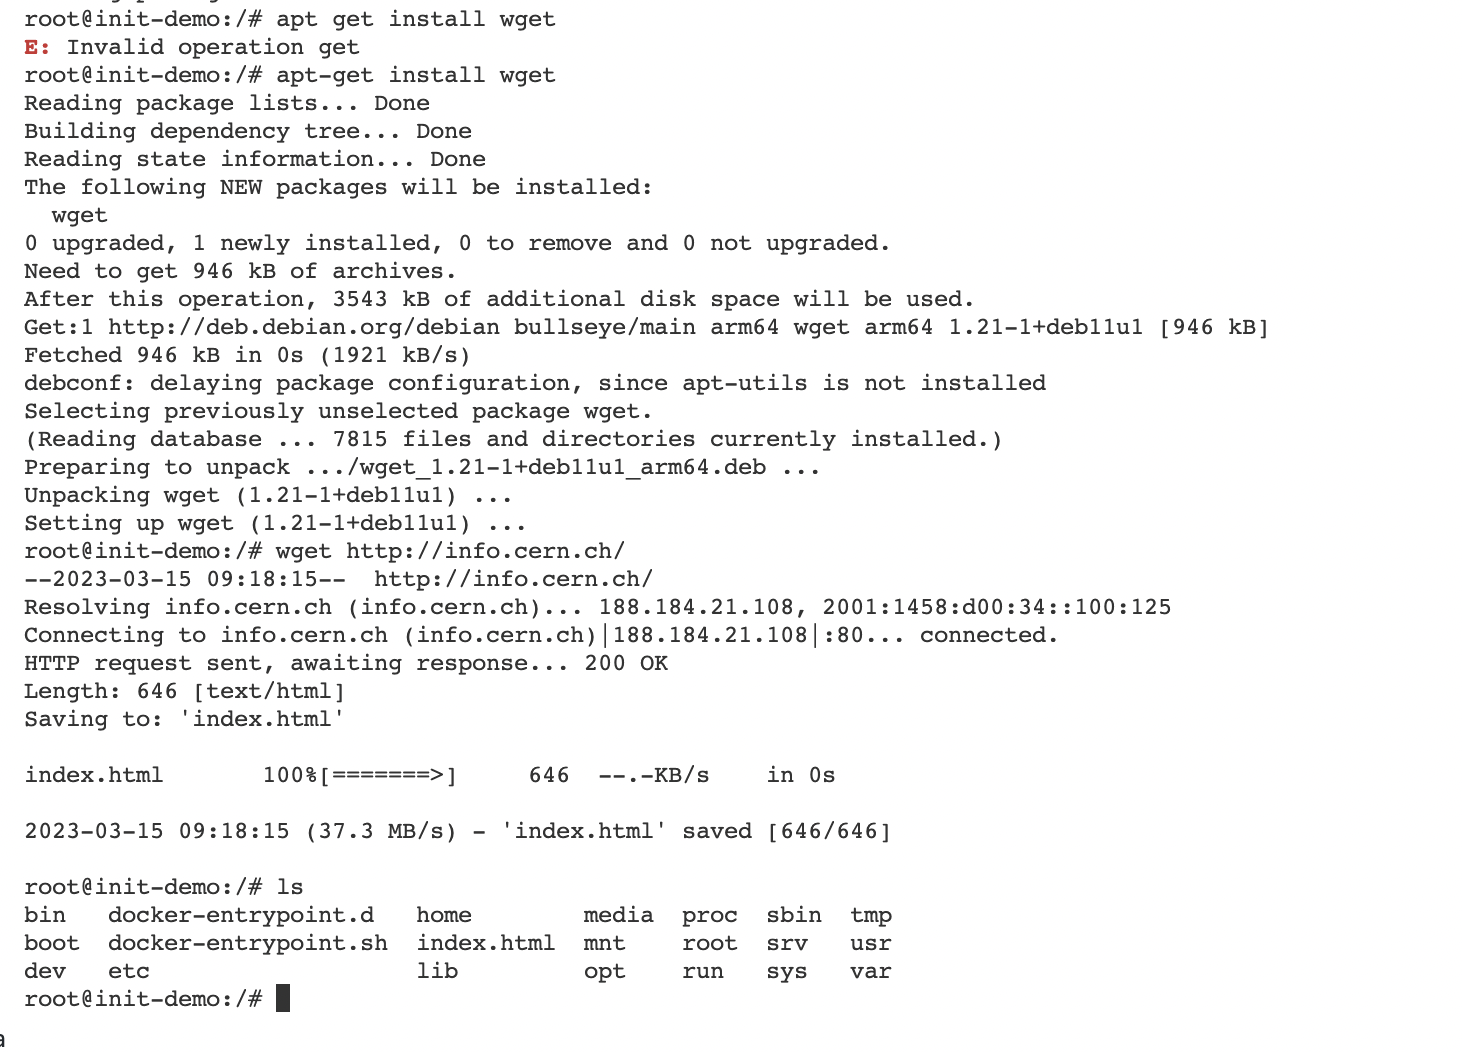 root@init-demo:/# apt get install wget
E: Invalid operation get
root@init-demo:/# apt-get install wget
Reading package lists... Done
Building dependency tree... Done
Reading state information... Done
The following NEW packages will be installed:
  wget
0 upgraded, 1 newly installed, 0 to remove and 0 not upgraded.
Need to get 946 kB of archives.
After this operation, 3543 kB of additional disk space will be used.
Get:1 http://deb.debian.org/debian bullseye/main arm64 wget arm64 1.21-1+deb11u1 [946 kB]
Fetched 946 kB in 0s (1921 kB/s)
debconf: delaying package configuration, since apt-utils is not installed
Selecting previously unselected package wget.
(Reading database ... 7815 files and directories currently installed.)
Preparing to unpack .../wget_1.21-1+deb11u1_arm64.deb ...
Unpacking wget (1.21-1+deb11u1) ...
Setting up wget (1.21-1+deb11u1) ...
root@init-demo:/# wget http://info.cern.ch/
--2023-03-15 09:18:15--  http://info.cern.ch/
Resolving info.cern.ch (info.cern.ch)... 188.184.21.108, 2001:1458:d00:34::100:125
Connecting to info.cern.ch (info.cern.ch)|188.184.21.108|:80... connected.
HTTP request sent, awaiting response... 200 OK
Length: 646 [text/html]
Saving to: 'index.html'
index.html       100%[=======>]     646  --.-KB/s    in 0s
2023-03-15 09:18:15 (37.3 MB/s) - 'index.html' saved [646/646]
root@init-demo:/# ls
bin   docker-entrypoint.d   home        media  proc  sbin  tmp
boot  docker-entrypoint.sh  index.html  mnt    root  srv   usr
dev   etc                   lib         opt    run   sys   var
root@init-demo:/#